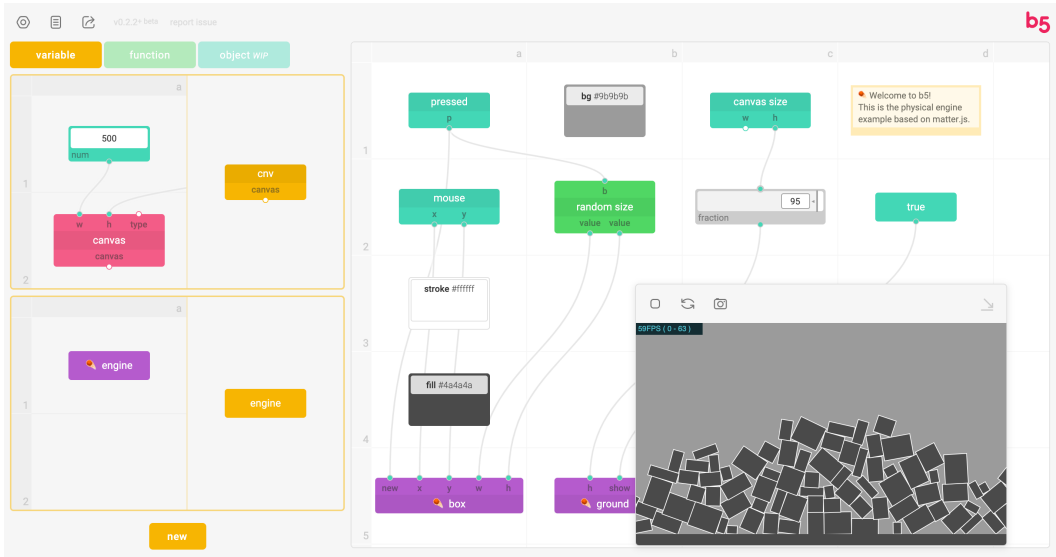 v0.2.2+ beta report issue
b5
variable function object WIP
a
500
num
w h type
canvas
canvas
cnv
canvas
1
2
a
engine
engine
1
2
new
a b c d
pressed
p
bg #9b9b9b
canvas size
w h
Welcome to b5!
This is the physical engine
example based on matter.js.
1
mouse
x y
b
random size
value value
95
fraction
true
2
stroke #ffffff
3
fill #4a4a4a
4
new x y w h
box
h show
ground
5
59FPS ( 0 - 63 )